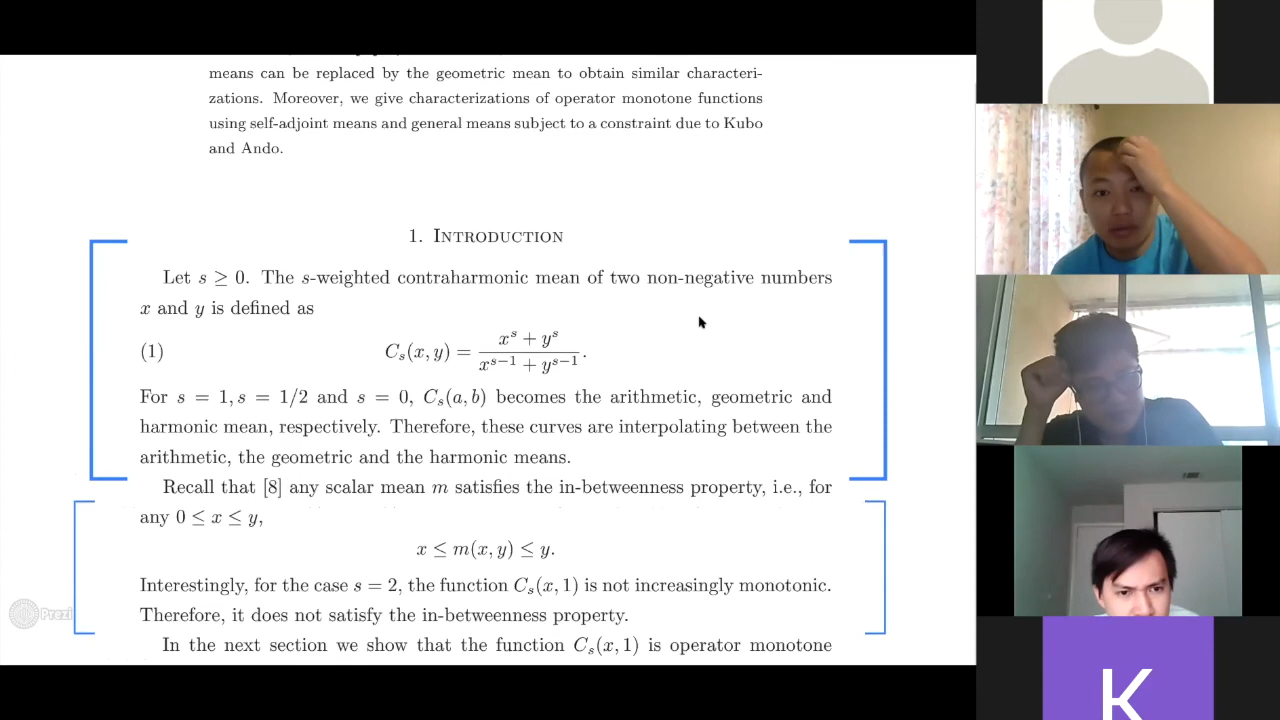 means can be replaced by the geometric mean to obtain similar characteri-
zations. Moreover, we give characterizations of operator monotone functions
using self-adjoint means and general means subject to a constraint due to Kubo
and Ando.
1. Introduction
Let s ≥ 0. The s-weighted contraharmonic mean of two non-negative numbers
x and y is defined as
(1) C_s(x, y) = \frac{x^s + y^s}{x^{s-1} + y^{s-1}}.
For s = 1, s = 1/2 and s = 0, C_s(a, b) becomes the arithmetic, geometric and
harmonic mean, respectively. Therefore, these curves are interpolating between the
arithmetic, the geometric and the harmonic means.
Recall that [8] any scalar mean m satisfies the in-betweenness property, i.e., for
any 0 ≤ x ≤ y,
x ≤ m(x, y) ≤ y.
Interestingly, for the case s = 2, the function C_s(x, 1) is not increasingly monotonic.
Therefore, it does not satisfy the in-betweenness property.
In the next section we show that the function C_s(x, 1) is operator monotone
Prezi
K